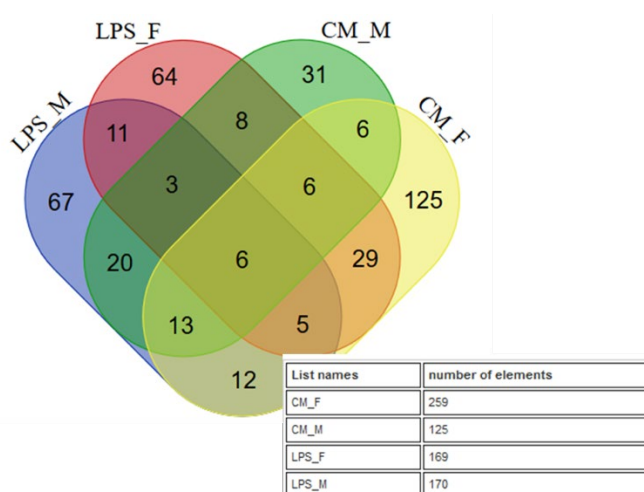 LPS_F
CM_M
LPS_M
CM_F
64
31
11
8
6
67
3
6
125
20
6
29
13
5
12
List names number of elements
CM_F 259
CM_M 125
LPS_F 169
LPS_M 170